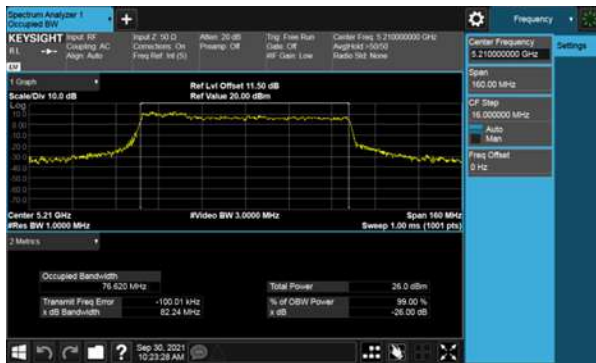 Spectrum Analyzer 1
Occupied BW
+
Frequency
KEYSIGHT Input: RF Input Z: 50 Ω Atten: 20 dB Trig: Free Run Center Freq: 5.210000000 GHz
RL Coupling: AC Corrections: On Preamp: Off Gate: Off Avg|Hold:>50/50
Align: Auto Freq Ref: Int (S) #IF Gain: Low Radio Std: None
LXI
Center Frequency
5.210000000 GHz
Settings
Span
160.00 MHz
CF Step
16.000000 MHz
Auto
Man
Freq Offset
0 Hz
1 Graph
Ref Lvl Offset 11.50 dB
Scale/Div 10.0 dB Ref Value 20.00 dBm
Log
10.0
0.00
-10.0
-20.0
-30.0
-40.0
-50.0
-60.0
-70.0
Center 5.21 GHz #Video BW 3.0000 MHz Span 160 MHz
#Res BW 1.0000 MHz Sweep 1.00 ms (1001 pts)
2 Metrics
Occupied Bandwidth
76.620 MHz Total Power 26.0 dBm
Transmit Freq Error -100.01 kHz % of OBW Power 99.00 %
x dB Bandwidth 82.24 MHz x dB -26.00 dB
? Sep 30, 2021
10:23:28 AM